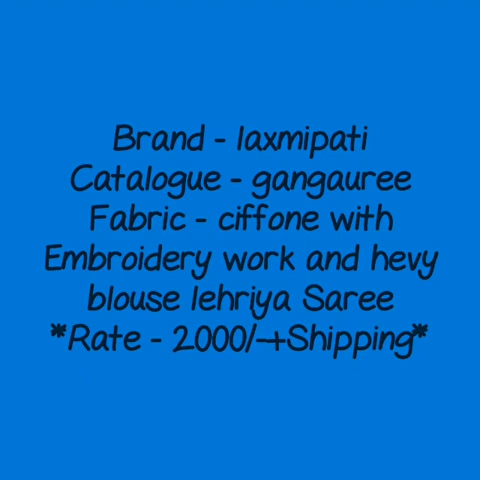 Brand - laxmipati
Catalogue - gangauree
Fabric - ciffone with
Embroidery work and hevy
blouse lehriya Saree
*Rate - 2000/-+Shipping*